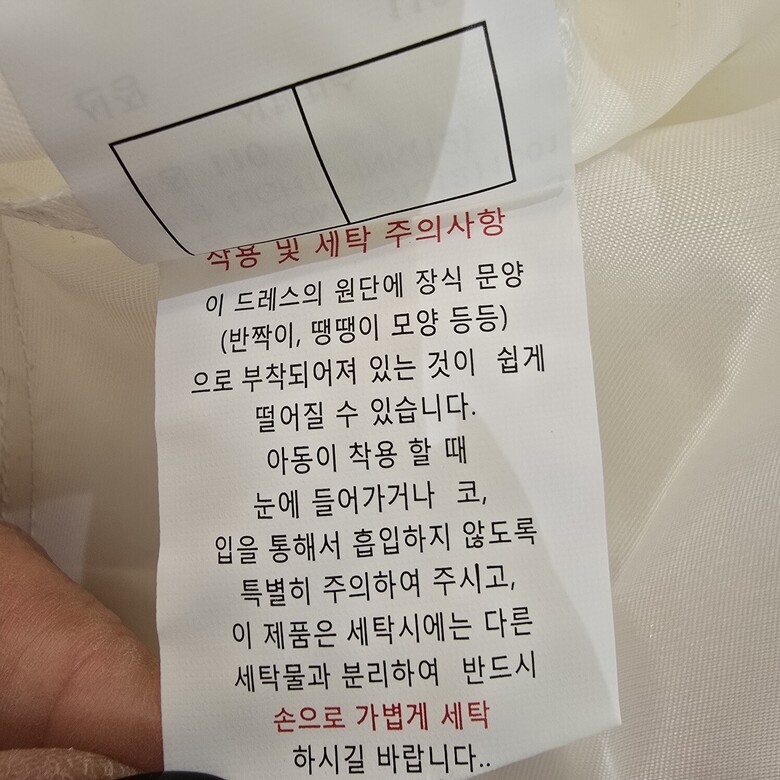 착용 및 세탁 주의사항
이 드레스의 원단에 장식 문양
(반짝이, 땡땡이 모양 등등)
으로 부착되어져 있는 것이 쉽게
떨어질 수 있습니다.
아동이 착용 할 때
눈에 들어가거나 코,
입을 통해서 흡입하지 않도록
특별히 주의하여 주시고,
이 제품은 세탁시에는 다른
세탁물과 분리하여 반드시
손으로 가볍게 세탁
하시길 바랍니다..